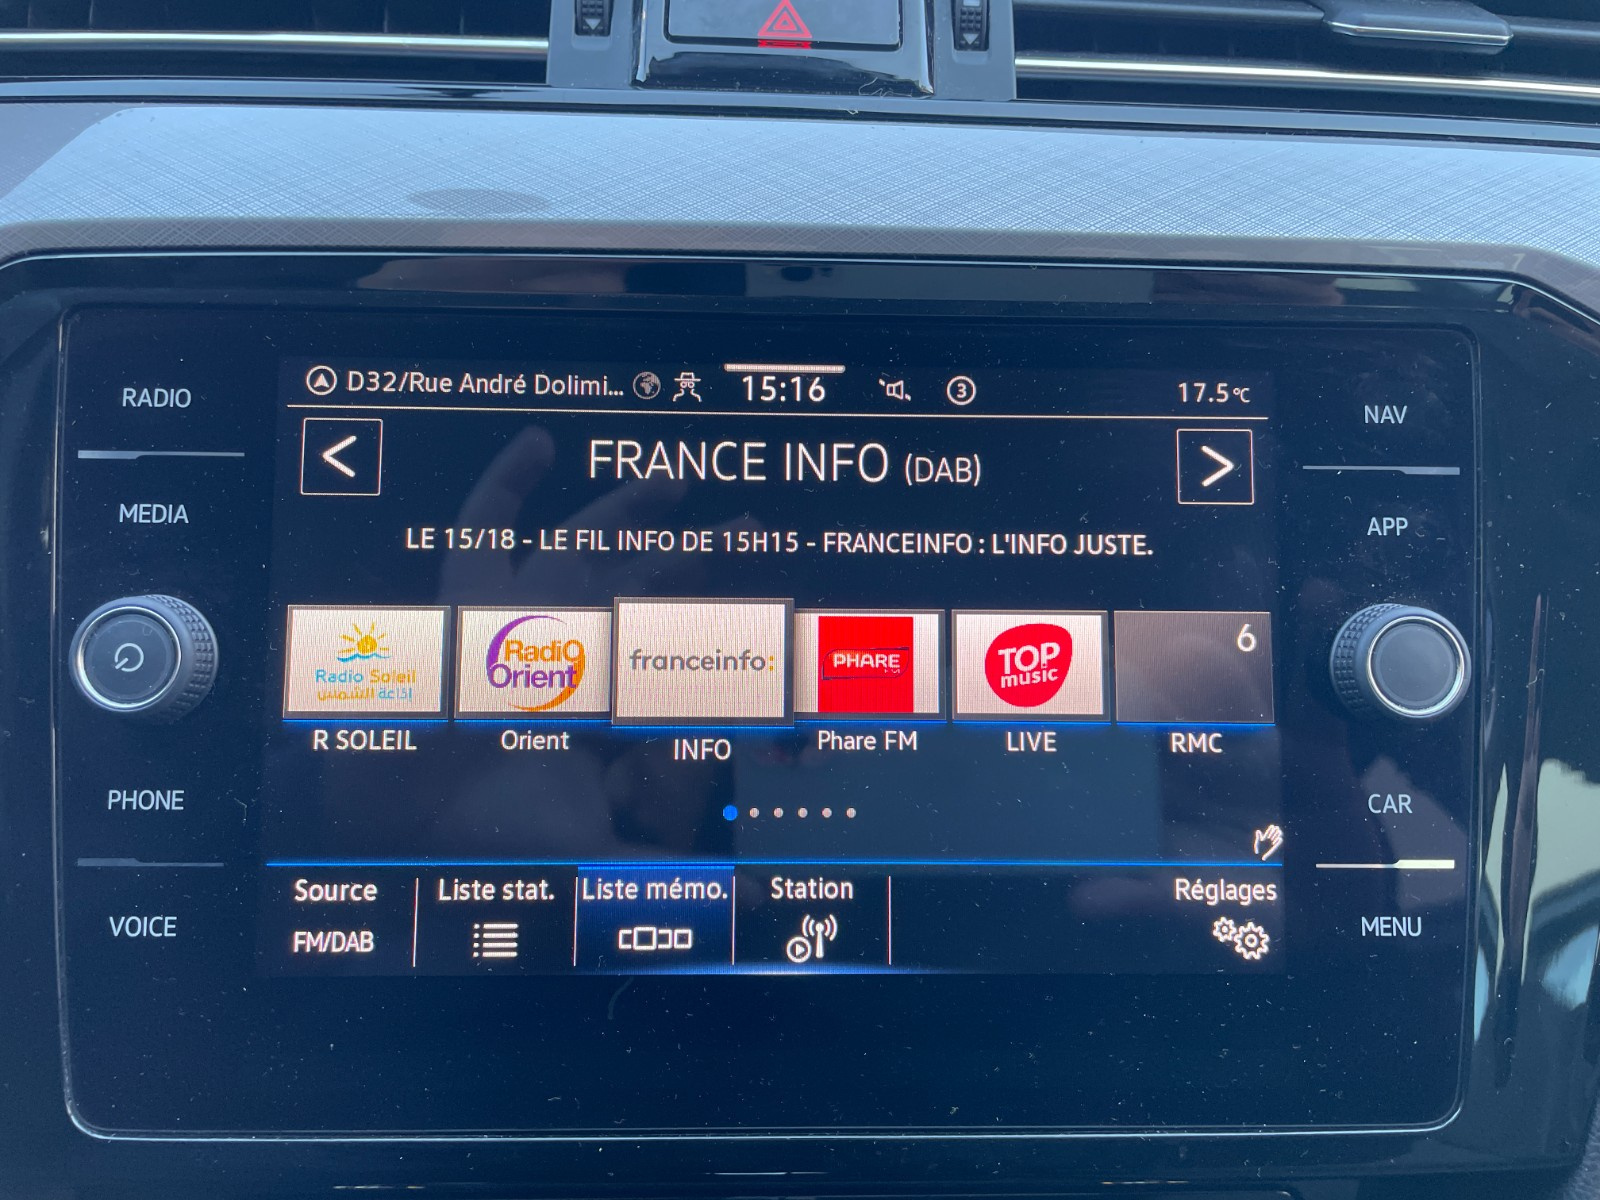 RADIO
MEDIA
PHONE
VOICE
D32/Rue André Dolimi...
15:16
3
17.5°C
<
FRANCE INFO (DAB)
>
LE 15/18 - LE FIL INFO DE 15H15 - FRANCEINFO : L'INFO JUSTE.
Radio Soleil
إذاعة الشمس
R SOLEIL
Radio
Orient
Orient
franceinfo:
INFO
PHARE
FM
Phare FM
TOP
music
LIVE
6
RMC
Source
FM/DAB
Liste stat.
Liste mémo.
Station
Réglages
NAV
APP
CAR
MENU